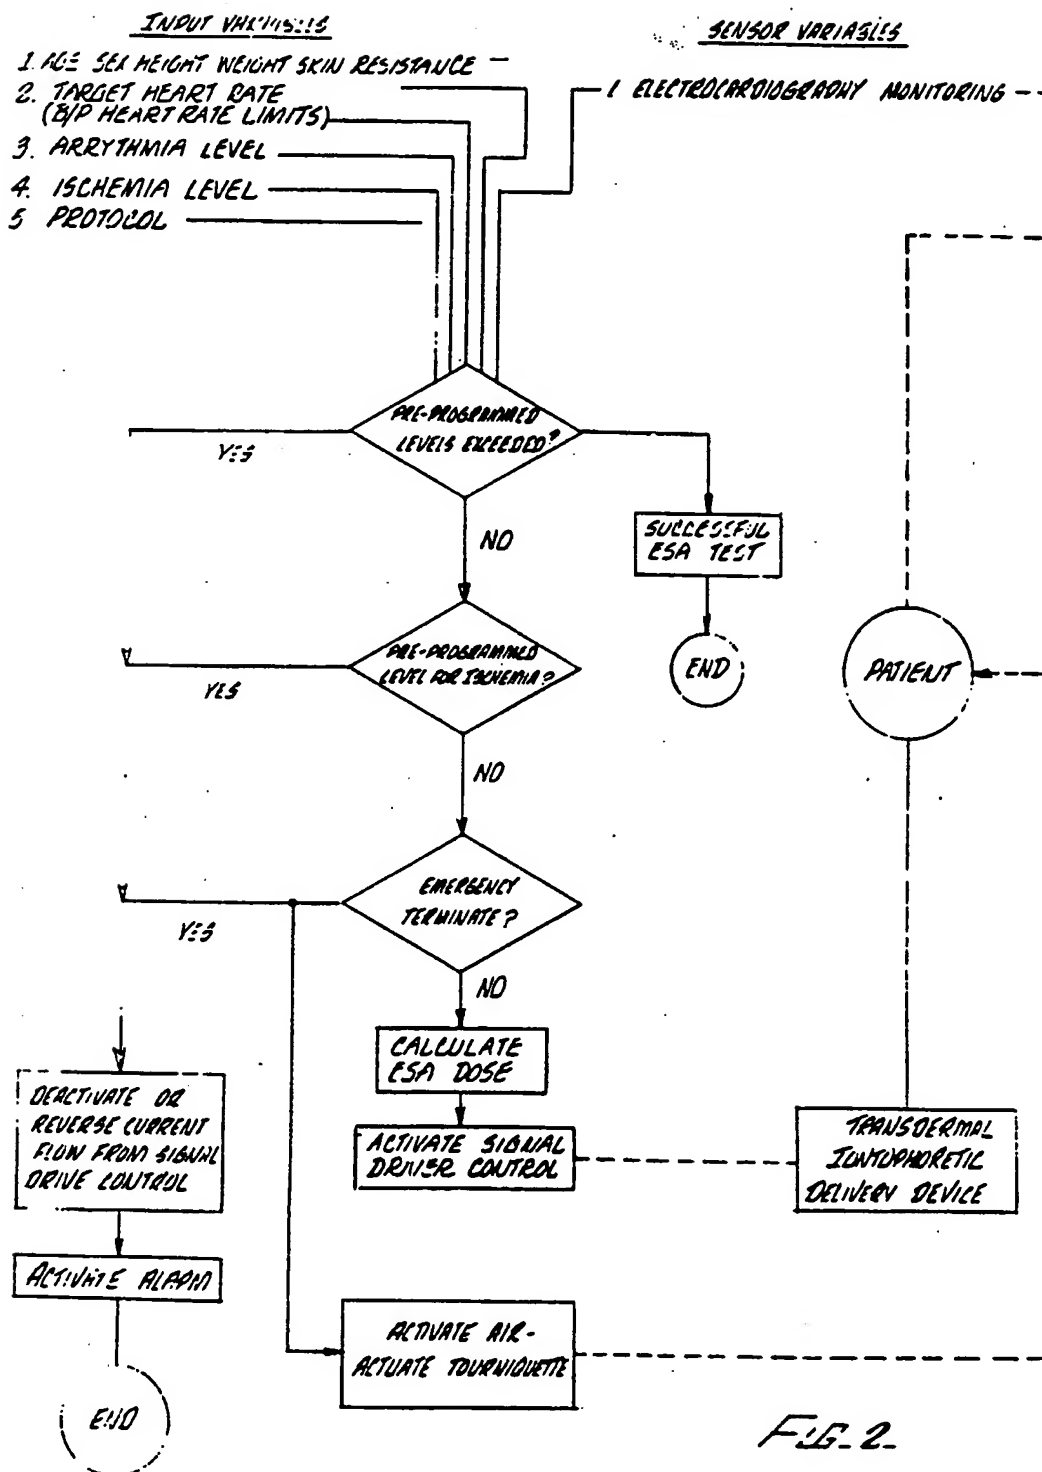 INPUT VARIABLES
1. AGE SEX HEIGHT WEIGHT SKIN RESISTANCE
2. TARGET HEART RATE
(B/P HEART RATE LIMITS)
3. ARRYTHMIA LEVEL
4. ISCHEMIA LEVEL
5 PROTOCOL
SENSOR VARIABLES
1 ELECTROCARDIOGRAPHY MONITORING
PRE-PROGRAMMED
LEVELS EXCEEDED?
YES
NO
SUCCESSFUL
ESA TEST
END
PRE-PROGRAMMED
LEVEL FOR ISCHEMIA?
YES
NO
PATIENT
EMERGENCY
TERMINATE?
YES
NO
CALCULATE
ESA DOSE
ACTIVATE SIGNAL
DRIVER CONTROL
TRANSDERMAL
IONTOPHORETIC
DELIVERY DEVICE
DEACTIVATE OR
REVERSE CURRENT
FLOW FROM SIGNAL
DRIVE CONTROL
ACTIVATE ALARM
END
ACTIVATE AIR-
ACTUATE TOURNIQUETTE
FIG-2-